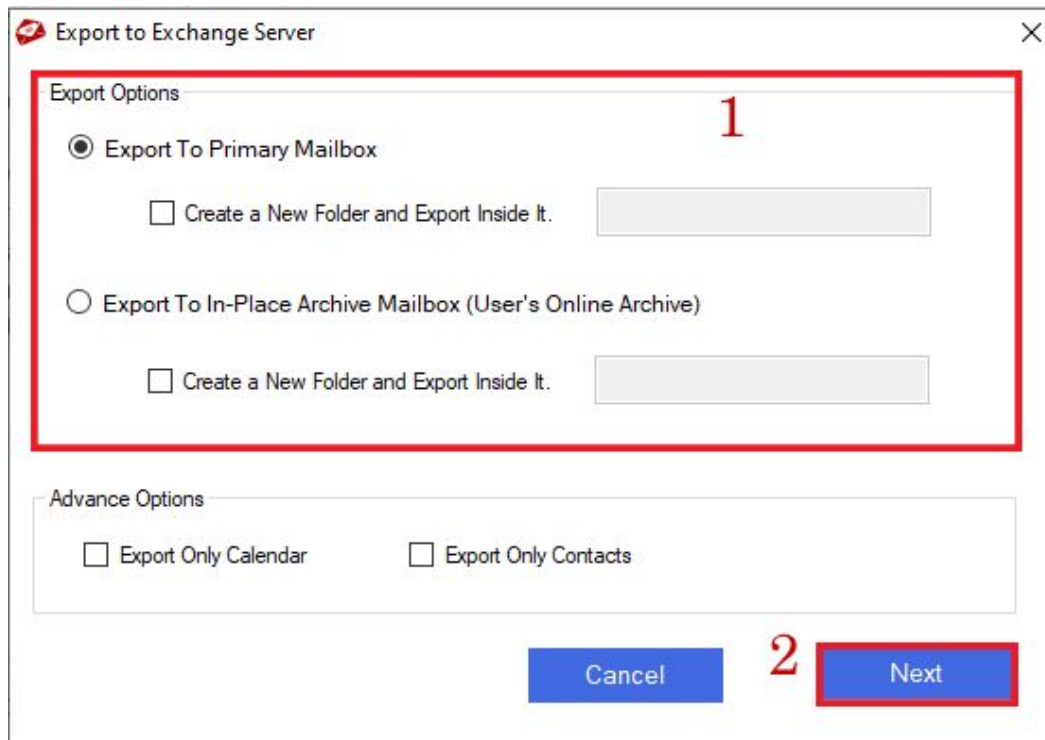 Export to Exchange Server
Export Options
1
Export To Primary Mailbox
Create a New Folder and Export Inside It.
Export To In-Place Archive Mailbox (User's Online Archive)
Create a New Folder and Export Inside It.
Advance Options
Export Only Calendar Export Only Contacts
Cancel 2 Next